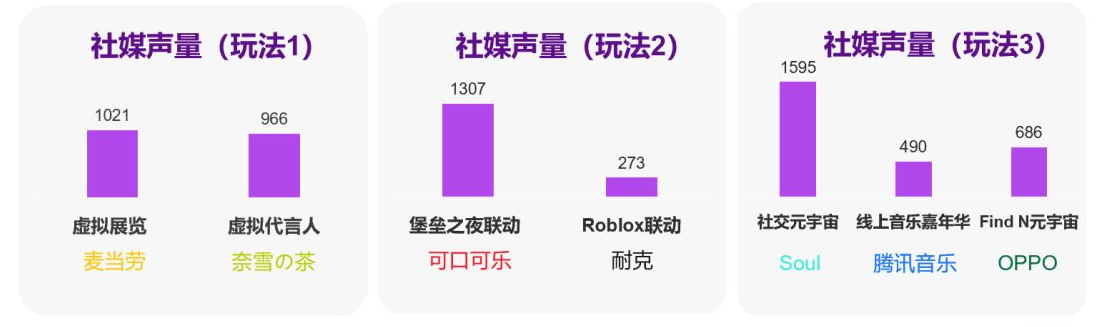 社媒声量（玩法1）
1021
966
虚拟展览
虚拟代言人
麦当劳
奈雪の茶
社媒声量（玩法2）
1307
273
堡垒之夜联动
Roblox联动
可口可乐
耐克
社媒声量（玩法3）
1595
490
686
社交元宇宙
线上音乐嘉年华
Find N元宇宙
Soul
腾讯音乐
OPPO